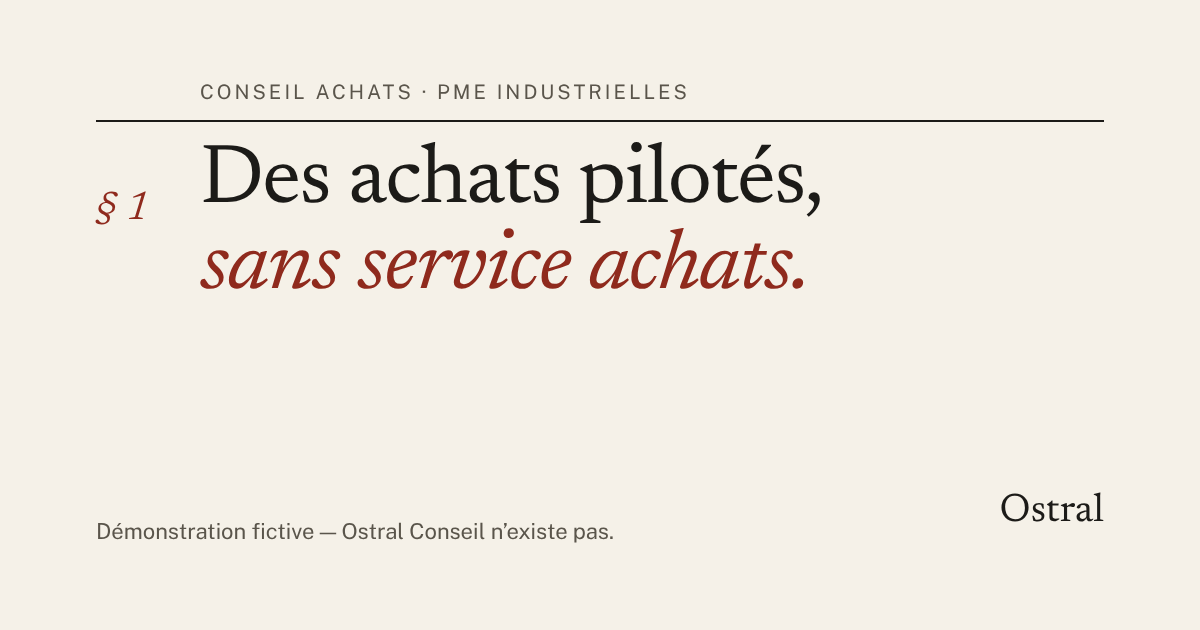 CONSEIL ACHATS · PME INDUSTRIELLES
§ 1
Des achats pilotés,
sans service achats.
Ostral
Démonstration fictive — Ostral Conseil n’existe pas.